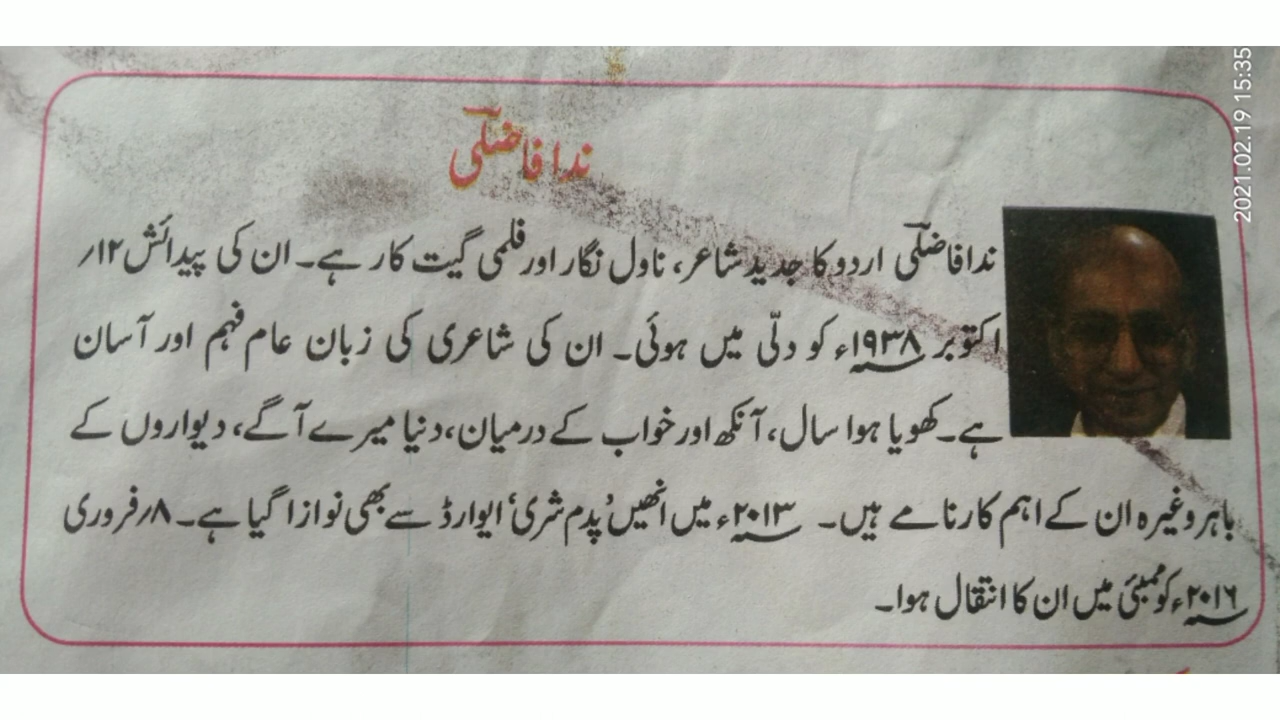 ندا فاضلی
ندا فاضلی اردو کا جدید شاعر، ناول نگار اور فلمی گیت کار ہے۔ ان کی پیدائش ۱۲؍
اکتوبر ۱۹۳۸ء کو دلّی میں ہوئی۔ ان کی شاعری کی زبان عام فہم اور آسان
ہے۔ کھویا ہوا سال، آنکھ اور خواب کے درمیان، دنیا میرے آگے، دیواروں کے
باہر وغیرہ ان کے اہم کارنامے ہیں۔ ۲۰۱۳ء میں انھیں ’پدم شری‘ ایوارڈ سے بھی نوازا گیا ہے۔ ۸؍فروری
۲۰۱۶ء کو ممبئی میں ان کا انتقال ہوا۔
2021.02.19 15:35